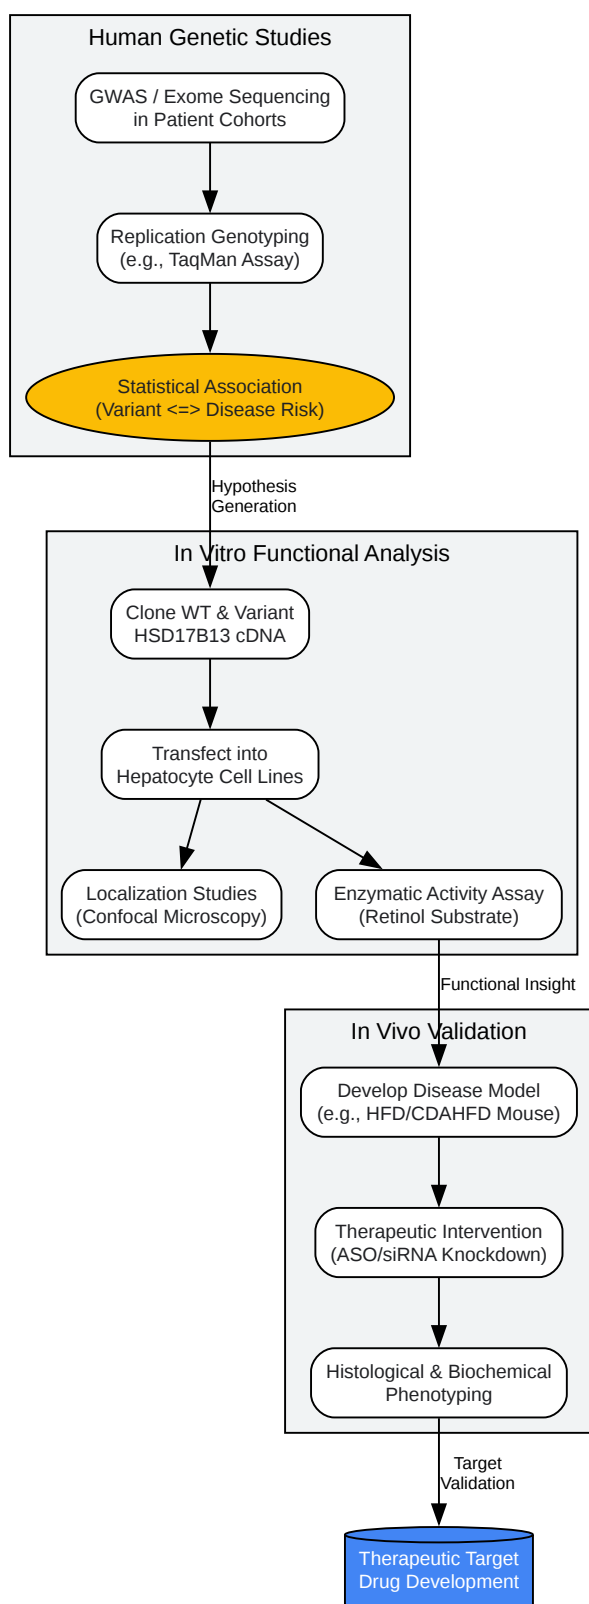 Human Genetic Studies
GWAS / Exome Sequencing
in Patient Cohorts
Replication Genotyping
(e.g., TaqMan Assay)
Statistical Association
(Variant <=> Disease Risk)
Hypothesis
Generation
In Vitro Functional Analysis
Clone WT & Variant
HSD17B13 cDNA
Transfect into
Hepatocyte Cell Lines
Localization Studies
(Confocal Microscopy)
Enzymatic Activity Assay
(Retinol Substrate)
Functional Insight
In Vivo Validation
Develop Disease Model
(e.g., HFD/CDAHFD Mouse)
Therapeutic Intervention
(ASO/siRNA Knockdown)
Histological & Biochemical
Phenotyping
Target
Validation
Therapeutic Target
Drug Development